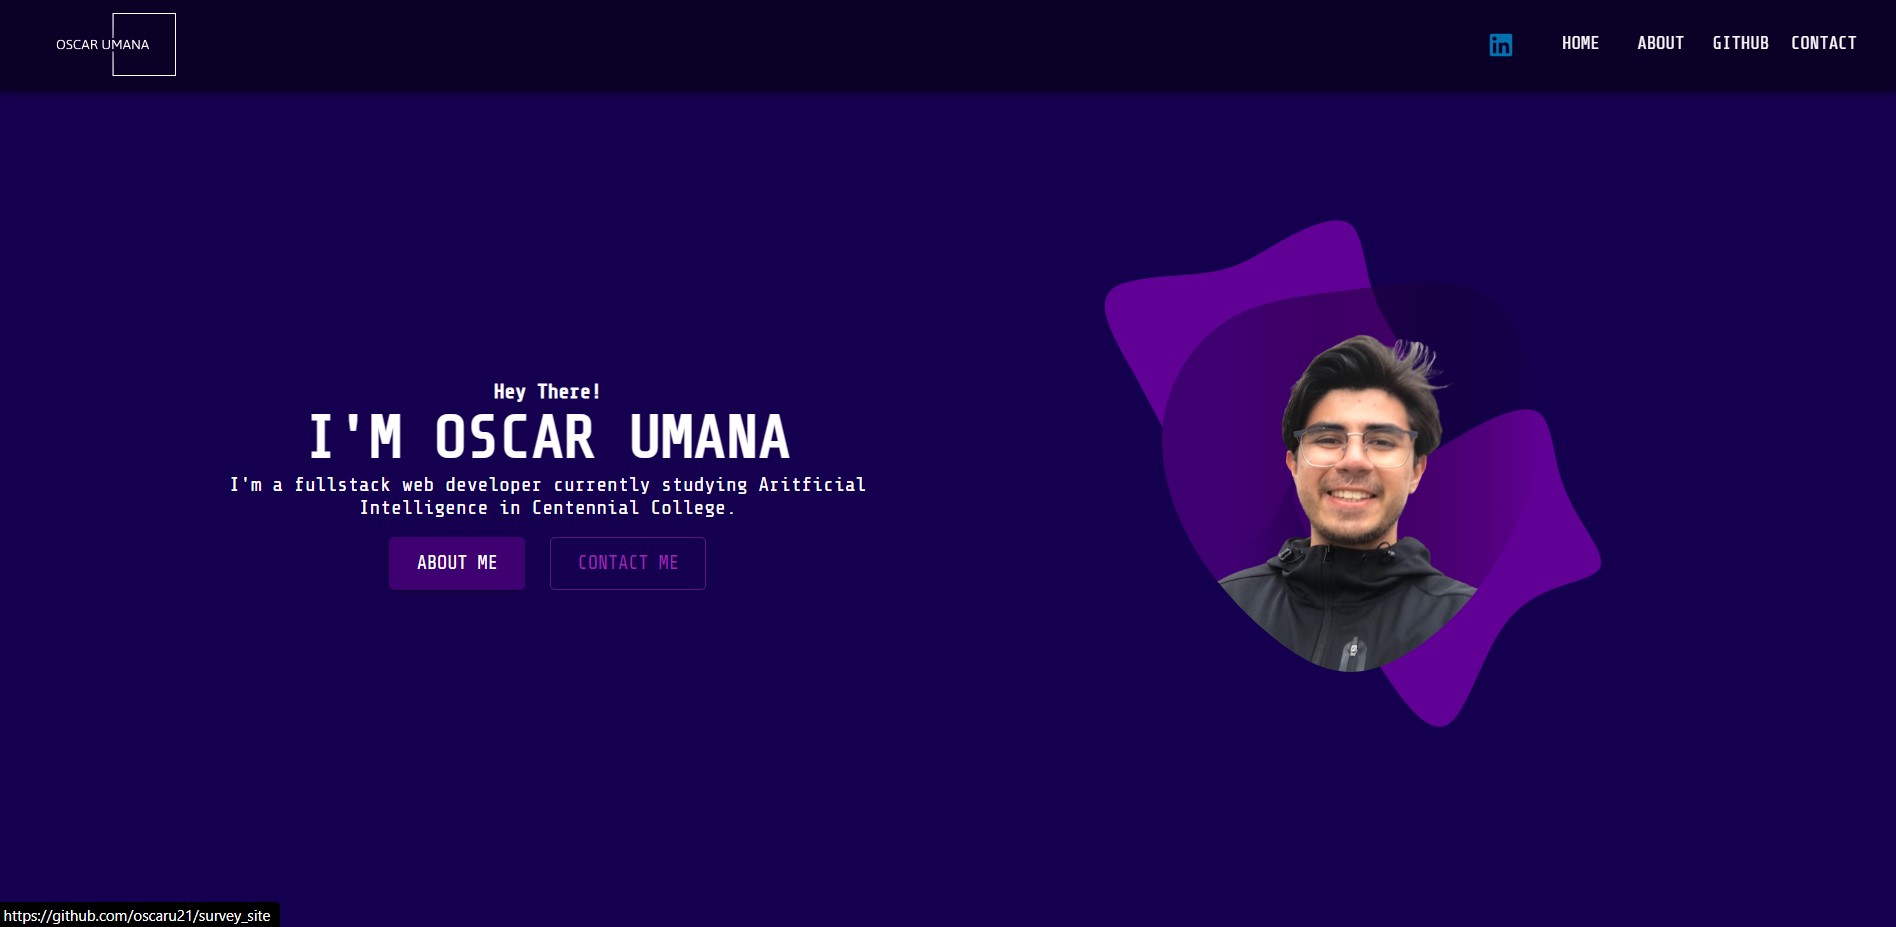 OSCAR UMANA
HOME ABOUT GITHUB CONTACT
Hey There!
I'M OSCAR UMANA
I'm a fullstack web developer currently studying Aritficial
Intelligence in Centennial College.
ABOUT ME CONTACT ME
https://github.com/oscaru21/survey_site